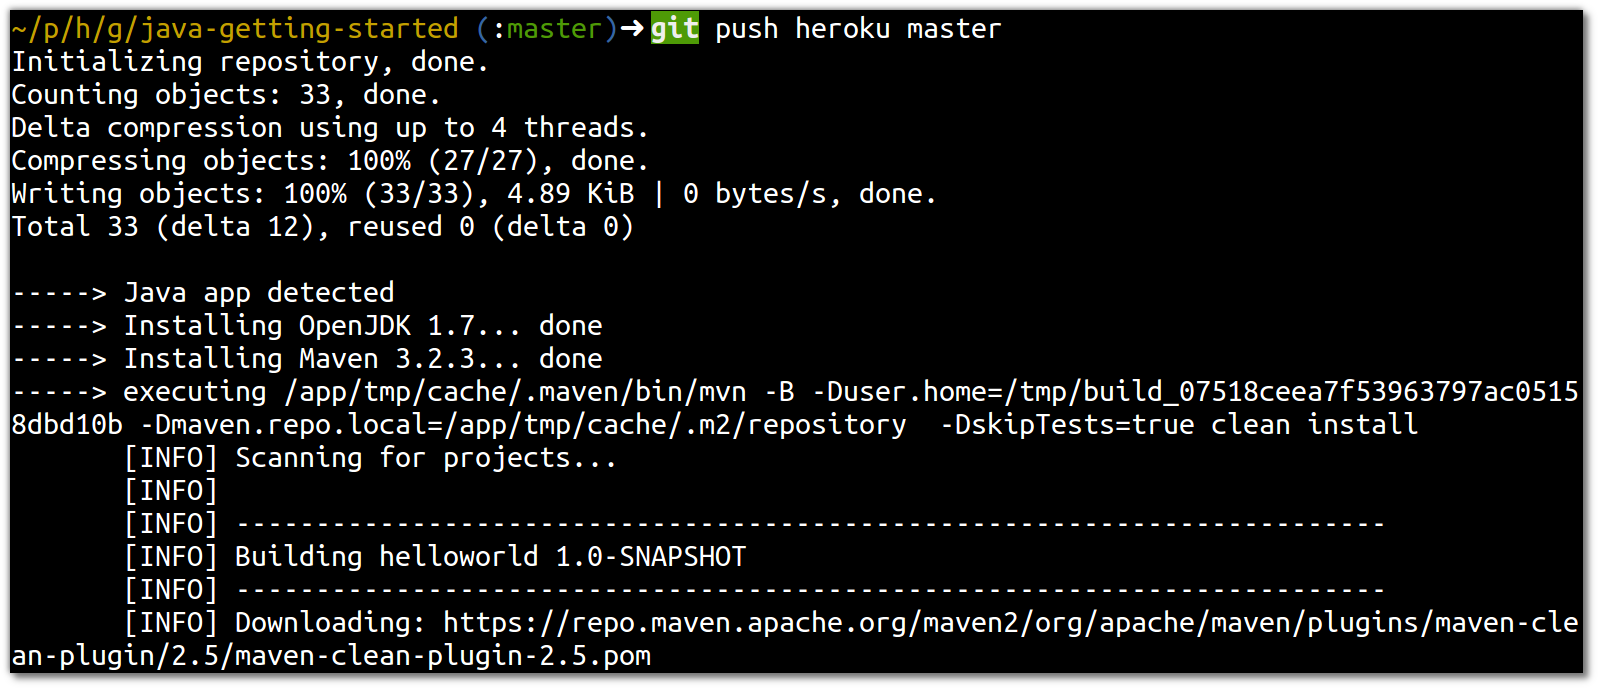 ~/p/h/g/java-getting-started (:master)➜git push heroku master
Initializing repository, done.
Counting objects: 33, done.
Delta compression using up to 4 threads.
Compressing objects: 100% (27/27), done.
Writing objects: 100% (33/33), 4.89 KiB | 0 bytes/s, done.
Total 33 (delta 12), reused 0 (delta 0)

-----> Java app detected
-----> Installing OpenJDK 1.7... done
-----> Installing Maven 3.2.3... done
-----> executing /app/tmp/cache/.maven/bin/mvn -B -Duser.home=/tmp/build_07518ceea7f53963797ac0515
8dbd10b -Dmaven.repo.local=/app/tmp/cache/.m2/repository  -DskipTests=true clean install
       [INFO] Scanning for projects...
       [INFO]
       [INFO] ------------------------------------------------------------------------
       [INFO] Building helloworld 1.0-SNAPSHOT
       [INFO] ------------------------------------------------------------------------
       [INFO] Downloading: https://repo.maven.apache.org/maven2/org/apache/maven/plugins/maven-cle
an-plugin/2.5/maven-clean-plugin-2.5.pom